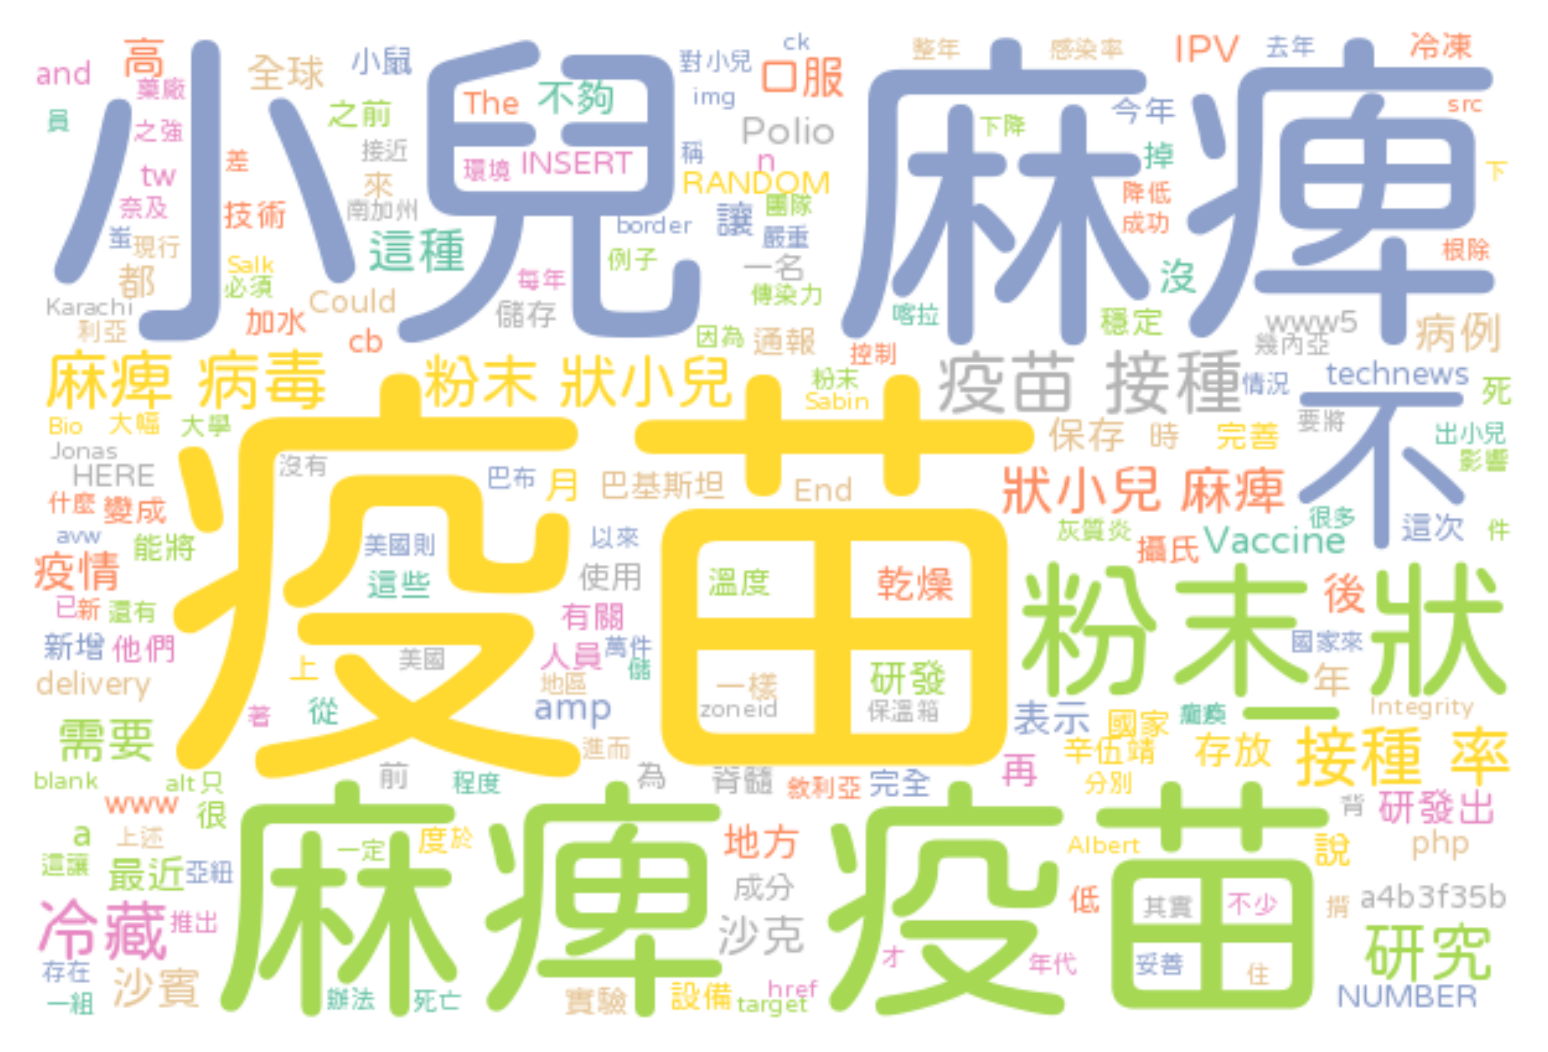 小兒 麻痺
and
高
全球
小鼠
對小兒
ck
口服
整年
感染率
IPV
去年
冷凍
藥廠
員
之強
The
不夠
之前
img
Polio
今年
src
下降
差
接近
環境 INSERT
稱
n
掉
下
tw
來
RANDOM
降低
奈及
技術
南加州
團隊
成功
蚩
現行
這種
border
讓
嚴重
根除
都
Salk
必須
例子
一名
沒
Karachi
Could
每年
傳染力
利亞
加水
儲存
喀拉
穩定
www5
病例
cb
因為
通報
控制
幾內亞
麻痺 病毒
粉末 狀小兒
粉末
Sabin
疫苗 接種
情況
technews
死
疫苗
不
Bio
大幅
大學
保存
時
完善
要將
出小兒
Jonas
影響
HERE
沒有
巴布
月
巴基斯坦
End
狀小兒 麻痺
什麼
變成
很多
avw
能將
美國則
以來
灰質炎
攝氏
Vaccine
這次
件
疫情
這些
使用
溫度
乾燥
粉末狀
後
已新
還有
有關
新增
他們
人員
萬件
國家來
上
美國
地區
儲
一樣
研發
年
delivery
著
從
amp
zoneid
保溫箱
表示
國家
癱瘓
一
Integrity
需要
進而
辛伍靖
存放
接種 率
blank
alt
只
前
程度
為
脊髓
敘利亞
完全
再
分別
www
很
麻痺 疫苗
背
研發出
a
上述
一定
度於
地方
Albert
說
php
這讓
最近
亞紐
成分
低
其實
不少
揹
a4b3f35b
冷藏
推出
沙克
研究
存在
沙賓
才
年代
妥善
住
一組
辦法
死亡
實驗
設備
href
target
NUMBER